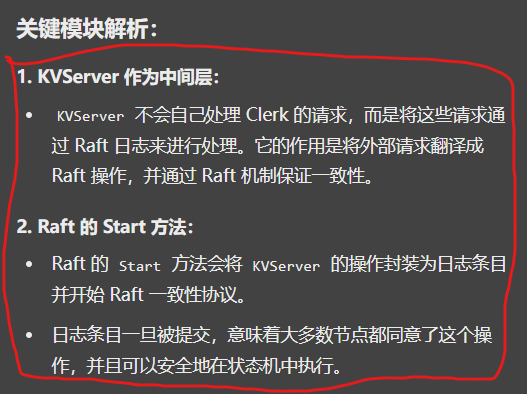 关键模块解析：
1. KVServer 作为中间层：
• KVServer 不会自己处理 Clerk 的请求，而是将这些请求通
过 Raft 日志来进行处理。它的作用是将外部请求翻译成
Raft 操作，并通过 Raft 机制保证一致性。
2. Raft 的 Start 方法：
• Raft 的 Start 方法会将 KVServer 的操作封装为日志条目
并开始 Raft 一致性协议。
• 日志条目一旦被提交，意味着大多数节点都同意了这个操
作，并且可以安全地在状态机中执行。